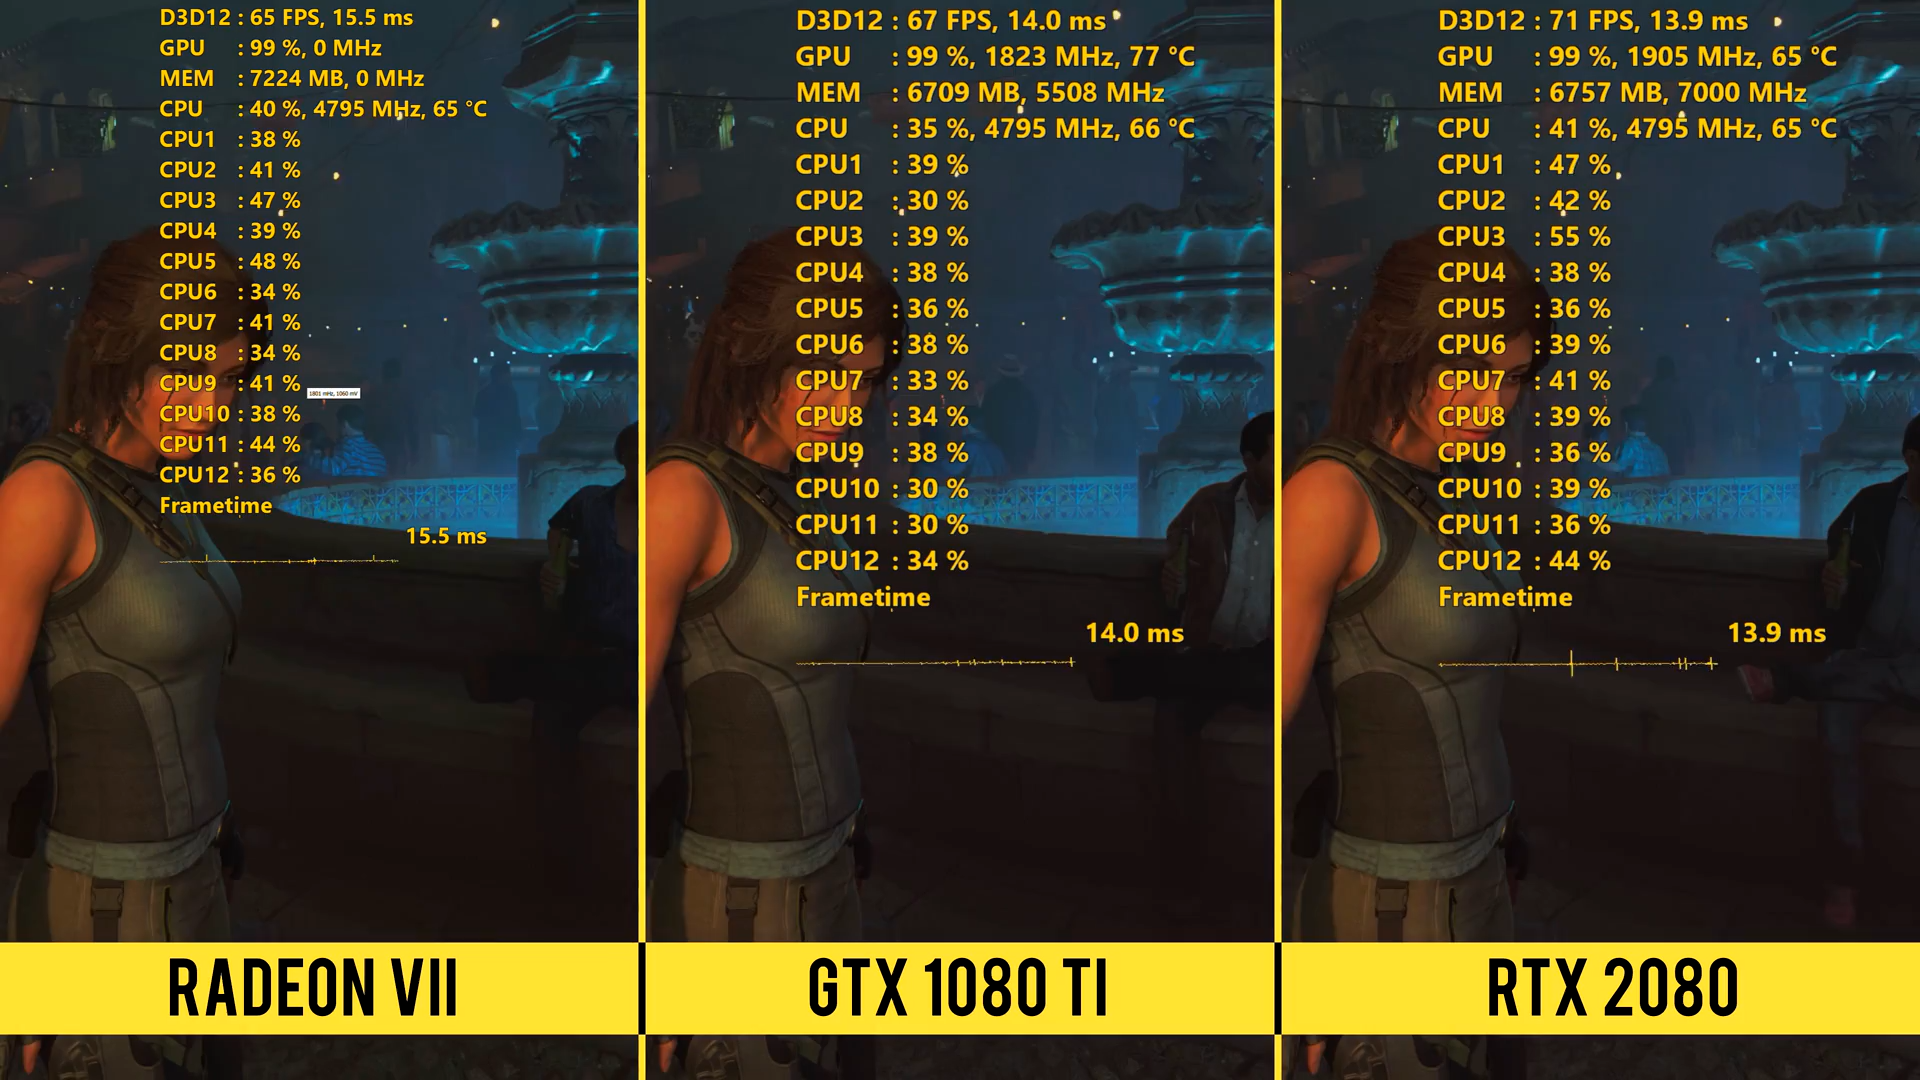 D3D12 : 65 FPS, 15.5 ms
GPU : 99 %, 0 MHz
MEM : 7224 MB, 0 MHz
CPU : 40 %, 4795 MHz, 65 °C
CPU1 : 38 %
CPU2 : 41 %
CPU3 : 47 %
CPU4 : 39 %
CPU5 : 48 %
CPU6 : 34 %
CPU7 : 41 %
CPU8 : 34 %
CPU9 : 41 %
1801 mHz, 1060 mV
CPU10 : 38 %
CPU11 : 44 %
CPU12 : 36 %
Frametime
15.5 ms
RADEON VII
D3D12 : 67 FPS, 14.0 ms
GPU : 99 %, 1823 MHz, 77 °C
MEM : 6709 MB, 5508 MHz
CPU : 35 %, 4795 MHz, 66 °C
CPU1 : 39 %
CPU2 : 30 %
CPU3 : 39 %
CPU4 : 38 %
CPU5 : 36 %
CPU6 : 38 %
CPU7 : 33 %
CPU8 : 34 %
CPU9 : 38 %
CPU10 : 30 %
CPU11 : 30 %
CPU12 : 34 %
Frametime
14.0 ms
GTX 1080 TI
D3D12 : 71 FPS, 13.9 ms
GPU : 99 %, 1905 MHz, 65 °C
MEM : 6757 MB, 7000 MHz
CPU : 41 %, 4795 MHz, 65 °C
CPU1 : 47 %
CPU2 : 42 %
CPU3 : 55 %
CPU4 : 38 %
CPU5 : 36 %
CPU6 : 39 %
CPU7 : 41 %
CPU8 : 39 %
CPU9 : 36 %
CPU10 : 39 %
CPU11 : 36 %
CPU12 : 44 %
Frametime
13.9 ms
RTX 2080